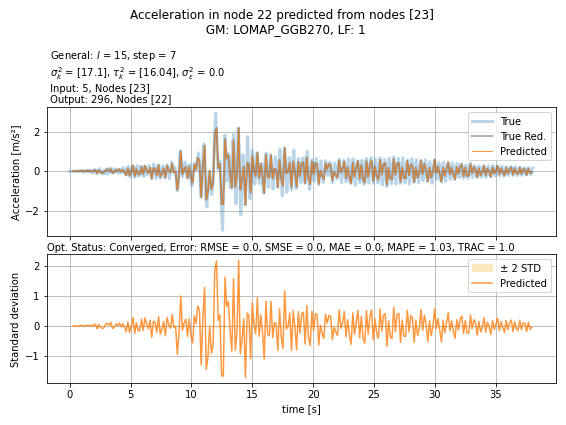 Acceleration in node 22 predicted from nodes [23]
GM: LOMAP_GGB270, LF: 1
General: l = 15, step = 7
σ²ₖ = [17.1], τ²ₖ = [16.04], σ²ε = 0.0
Input: 5, Nodes [23]
Output: 296, Nodes [22]
True
True Red.
Predicted
Acceleration [m/s²]
2
0
−2
Opt. Status: Converged, Error: RMSE = 0.0, SMSE = 0.0, MAE = 0.0, MAPE = 1.03, TRAC = 1.0
± 2 STD
Predicted
Standard deviation
2
1
0
−1
0 5 10 15 20 25 30 35
time [s]